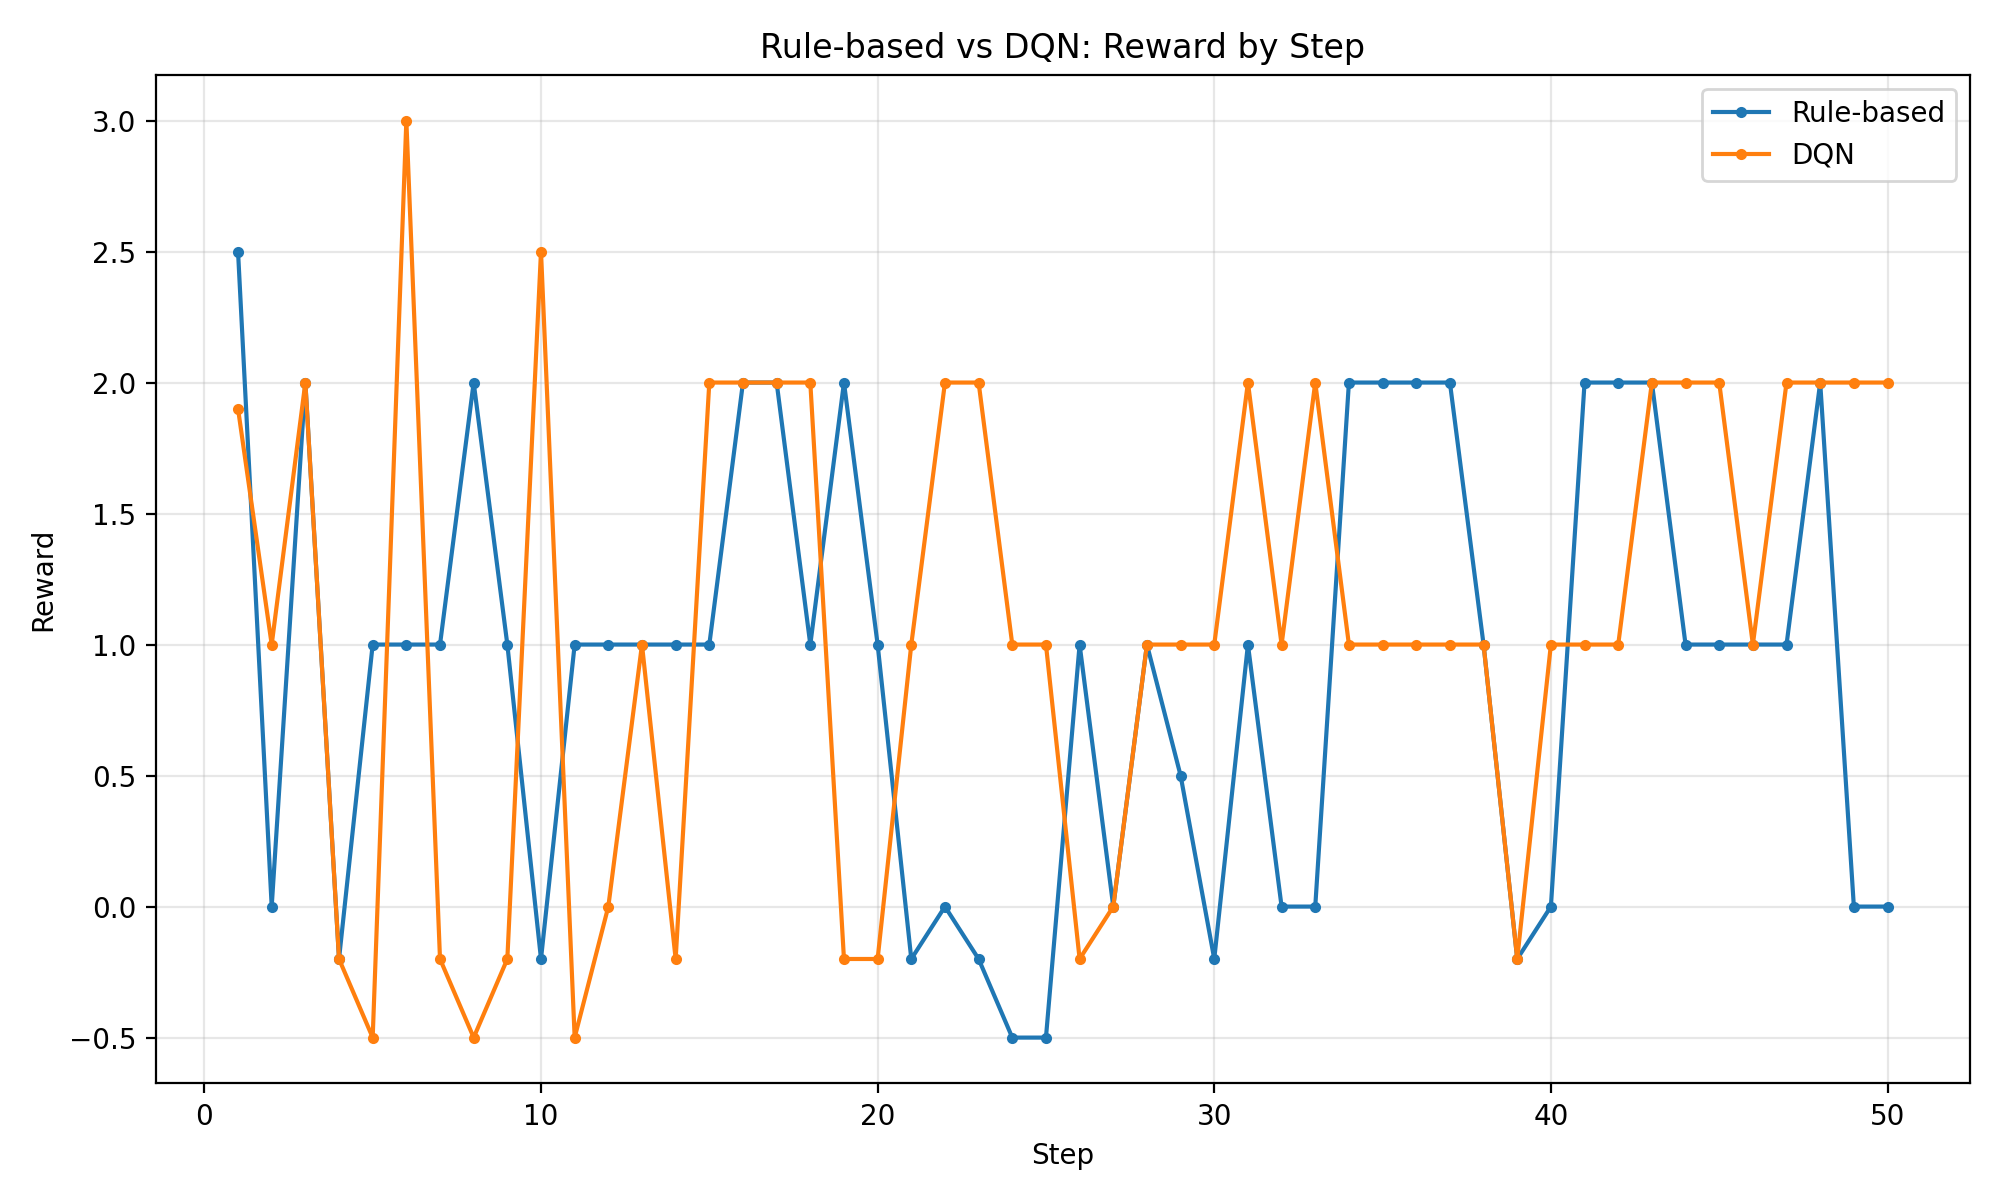 Rule-based vs DQN: Reward by Step
Rule-based
DQN
3.0
2.5
2.0
1.5
1.0
0.5
0.0
−0.5
Reward
0 10 20 30 40 50
Step